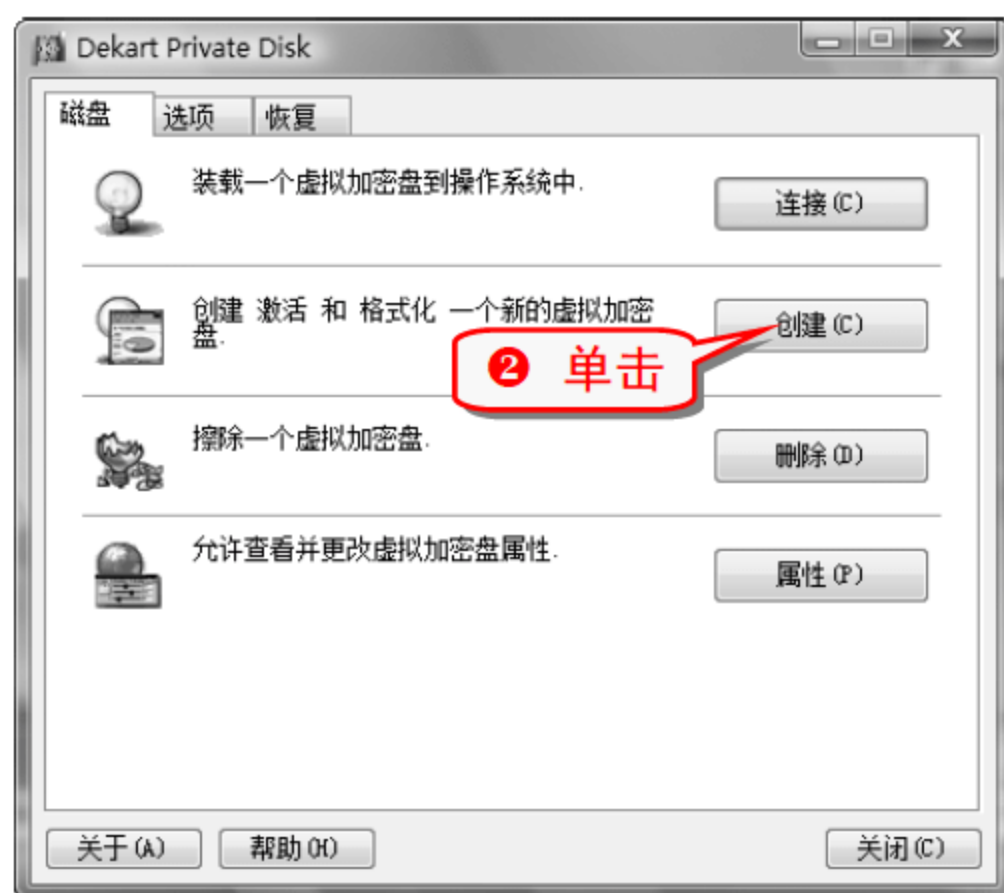 Dekart Private Disk
磁盘 选项 恢复
装载一个虚拟加密盘到操作系统中.
连接(C)
创建 激活 和 格式化 一个新的虚拟加密
盘.
创建(C)
❷ 单击
擦除一个虚拟加密盘.
删除(D)
允许查看并更改虚拟加密盘属性.
属性(P)
关于(A) 帮助(H) 关闭(C)